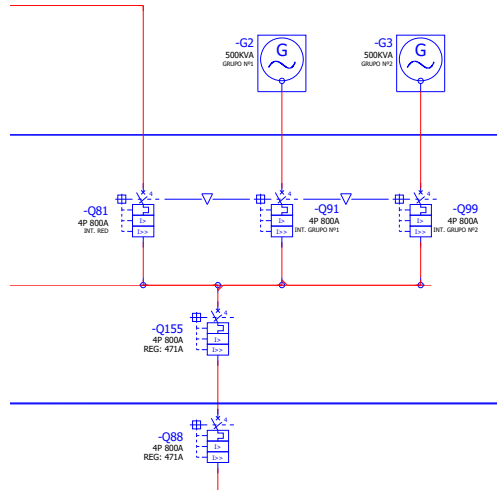 -G2
500KVA
GRUPO Nº1
G
-G3
500KVA
GRUPO Nº2
G
-Q81
4P 800A
INT. RED
4
I>
I>>
-Q91
4P 800A
INT. GRUPO Nº1
4
I>
I>>
-Q99
4P 800A
INT. GRUPO Nº2
4
I>
I>>
-Q155
4P 800A
REG: 471A
4
I>
I>>
-Q88
4P 800A
REG: 471A
4
I>
I>>